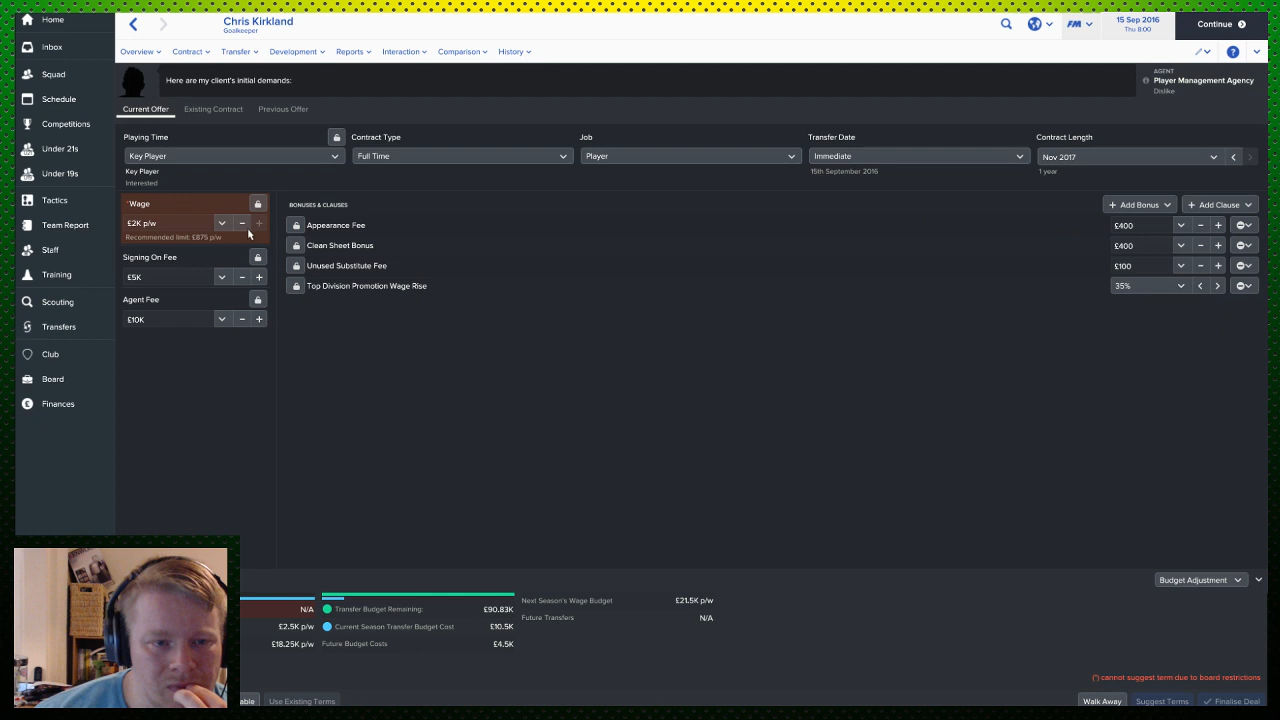 Home
Inbox
Squad
Schedule
Competitions
Under 21s
Under 19s
Tactics
Team Report
Staff
Training
Scouting
Transfers
Club
Board
Finances
Chris Kirkland
Goalkeeper
FM
15 Sep 2016
Thu 8:00
Continue
Overview
Contract
Transfer
Development
Reports
Interaction
Comparison
History
?
Here are my client's initial demands:
AGENT
Player Management Agency
Dislike
Current Offer
Existing Contract
Previous Offer
Playing Time
Key Player
Key Player
Interested
Contract Type
Full Time
Job
Player
Transfer Date
Immediate
15th September 2016
Contract Length
Nov 2017
1 year
*Wage
£2K p/w
Recommended limit: £875 p/w
Signing On Fee
£5K
Agent Fee
£10K
BONUSES & CLAUSES
+ Add Bonus
+ Add Clause
Appearance Fee £400
Clean Sheet Bonus £400
Unused Substitute Fee £100
Top Division Promotion Wage Rise 35%
Budget Adjustment
N/A
£2.5K p/w
£18.25K p/w
Transfer Budget Remaining: £90.83K
Current Season Transfer Budget Cost £10.5K
Future Budget Costs £4.5K
Next Season's Wage Budget £21.5K p/w
Future Transfers N/A
(*) cannot suggest term due to board restrictions
able
Use Existing Terms
Walk Away
Suggest Terms
Finalise Deal